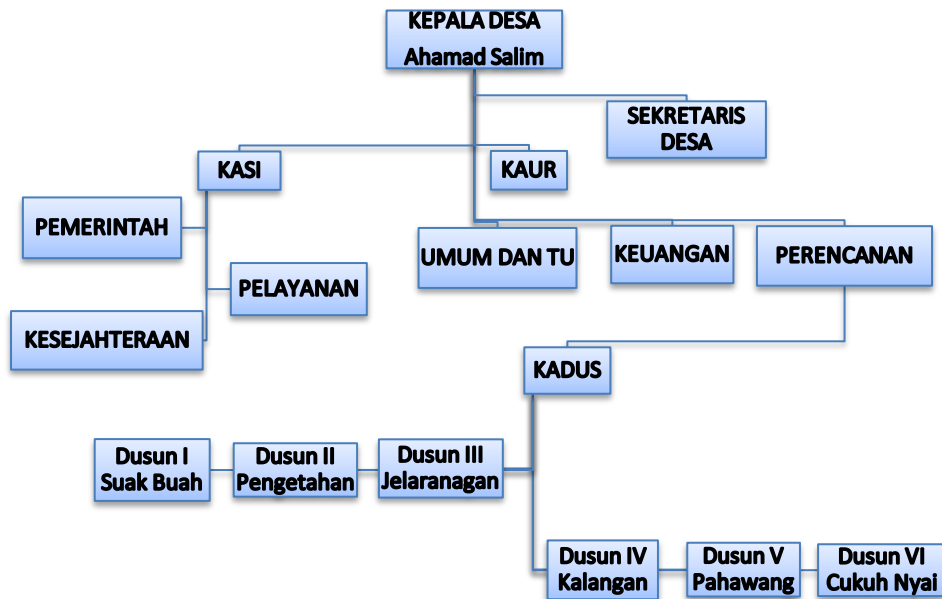 KEPALA DESA
Ahamad Salim
SEKRETARIS
DESA
KASI
KAUR
PEMERINTAH
UMUM DAN TU
KEUANGAN
PERENCANAN
PELAYANAN
KESEJAHTERAAN
KADUS
Dusun I
Suak Buah
Dusun II
Pengetahan
Dusun III
Jelaranagan
Dusun IV
Kalangan
Dusun V
Pahawang
Dusun VI
Cukuh Nyai